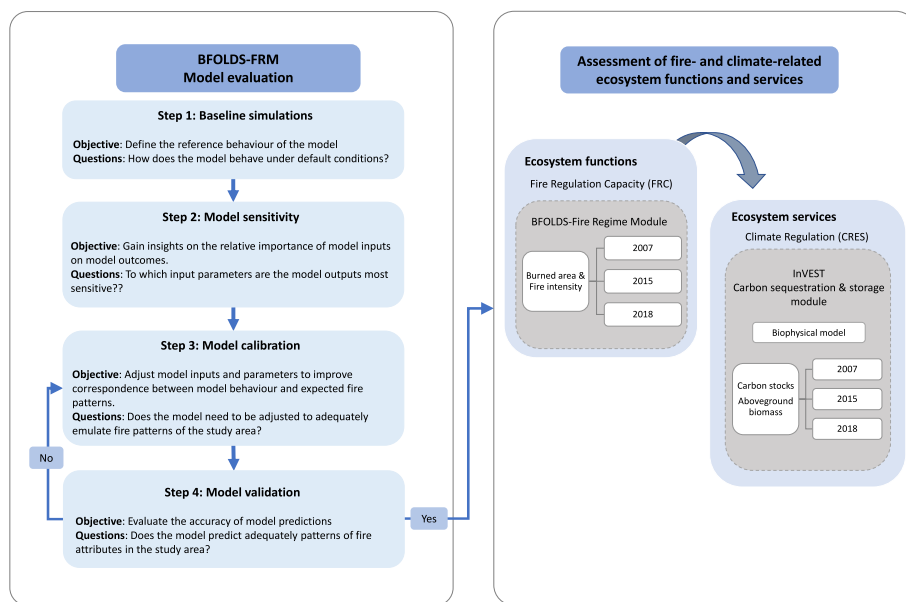 BFOLDS-FRM
Model evaluation
Step 1: Baseline simulations
Objective: Define the reference behaviour of the model
Questions: How does the model behave under default conditions?
Step 2: Model sensitivity
Objective: Gain insights on the relative importance of model inputs
on model outcomes.
Questions: To which input parameters are the model outputs most
sensitive??
Step 3: Model calibration
Objective: Adjust model inputs and parameters to improve
correspondence between model behaviour and expected fire
patterns.
Questions: Does the model need to be adjusted to adequately
emulate fire patterns of the study area?
No
Step 4: Model validation
Objective: Evaluate the accuracy of model predictions
Questions: Does the model predict adequately patterns of fire
attributes in the study area?
Yes
Assessment of fire- and climate-related
ecosystem functions and services
Ecosystem functions
Fire Regulation Capacity (FRC)
BFOLDS-Fire Regime Module
Burned area &
Fire intensity
2007
2015
2018
Ecosystem services
Climate Regulation (CRES)
InVEST
Carbon sequestration & storage
module
Biophysical model
Carbon stocks
Aboveground
biomass
2007
2015
2018